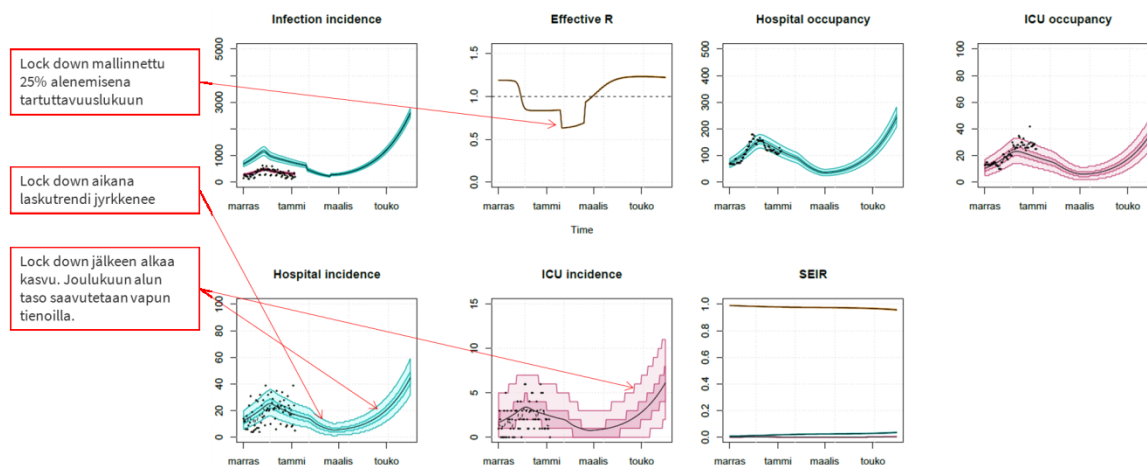 Infection incidence
Effective R
Hospital occupancy
ICU occupancy
Lock down mallinnettu
25% alenemisena
tartuttavuuslukuun
Lock down aikana
laskutrendi jyrkkenee
Lock down jälkeen alkaa
kasvu. Joulukuun alun
taso saavutetaan vapun
tienoilla.
5000
3000
1000
0
marras
tammi
maalis
touko
1.5
1.0
0.5
0.0
marras
tammi
maalis
touko
Time
500
400
300
200
100
0
marras
tammi
maalis
touko
100
80
60
40
20
0
marras
tammi
maalis
touko
Hospital incidence
ICU incidence
SEIR
100
80
60
40
20
0
marras
tammi
maalis
touko
15
10
5
0
marras
tammi
maalis
touko
1.0
0.8
0.6
0.4
0.2
0.0
marras
tammi
maalis
touko